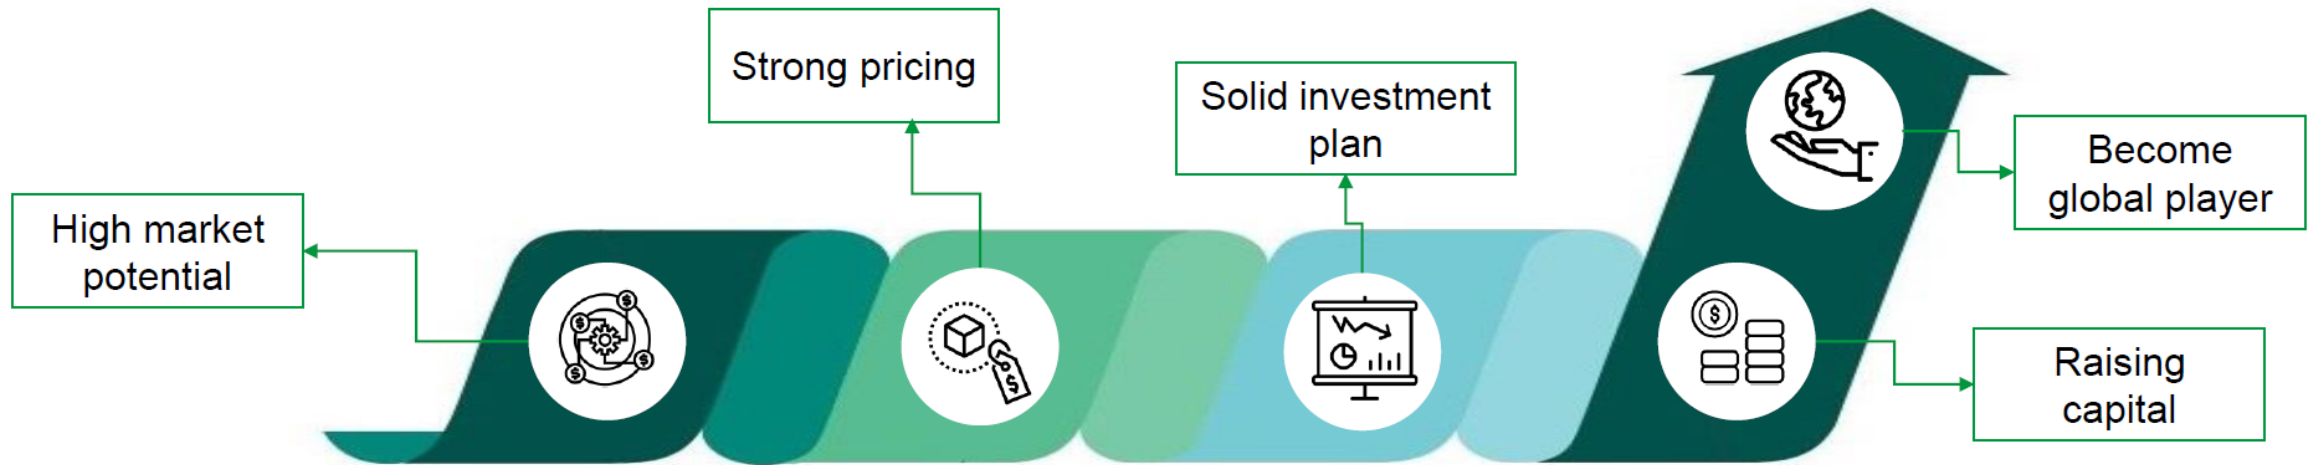 High market
potential
Strong pricing
Solid investment
plan
Become
global player
Raising
capital
$
$
$
$
$
$